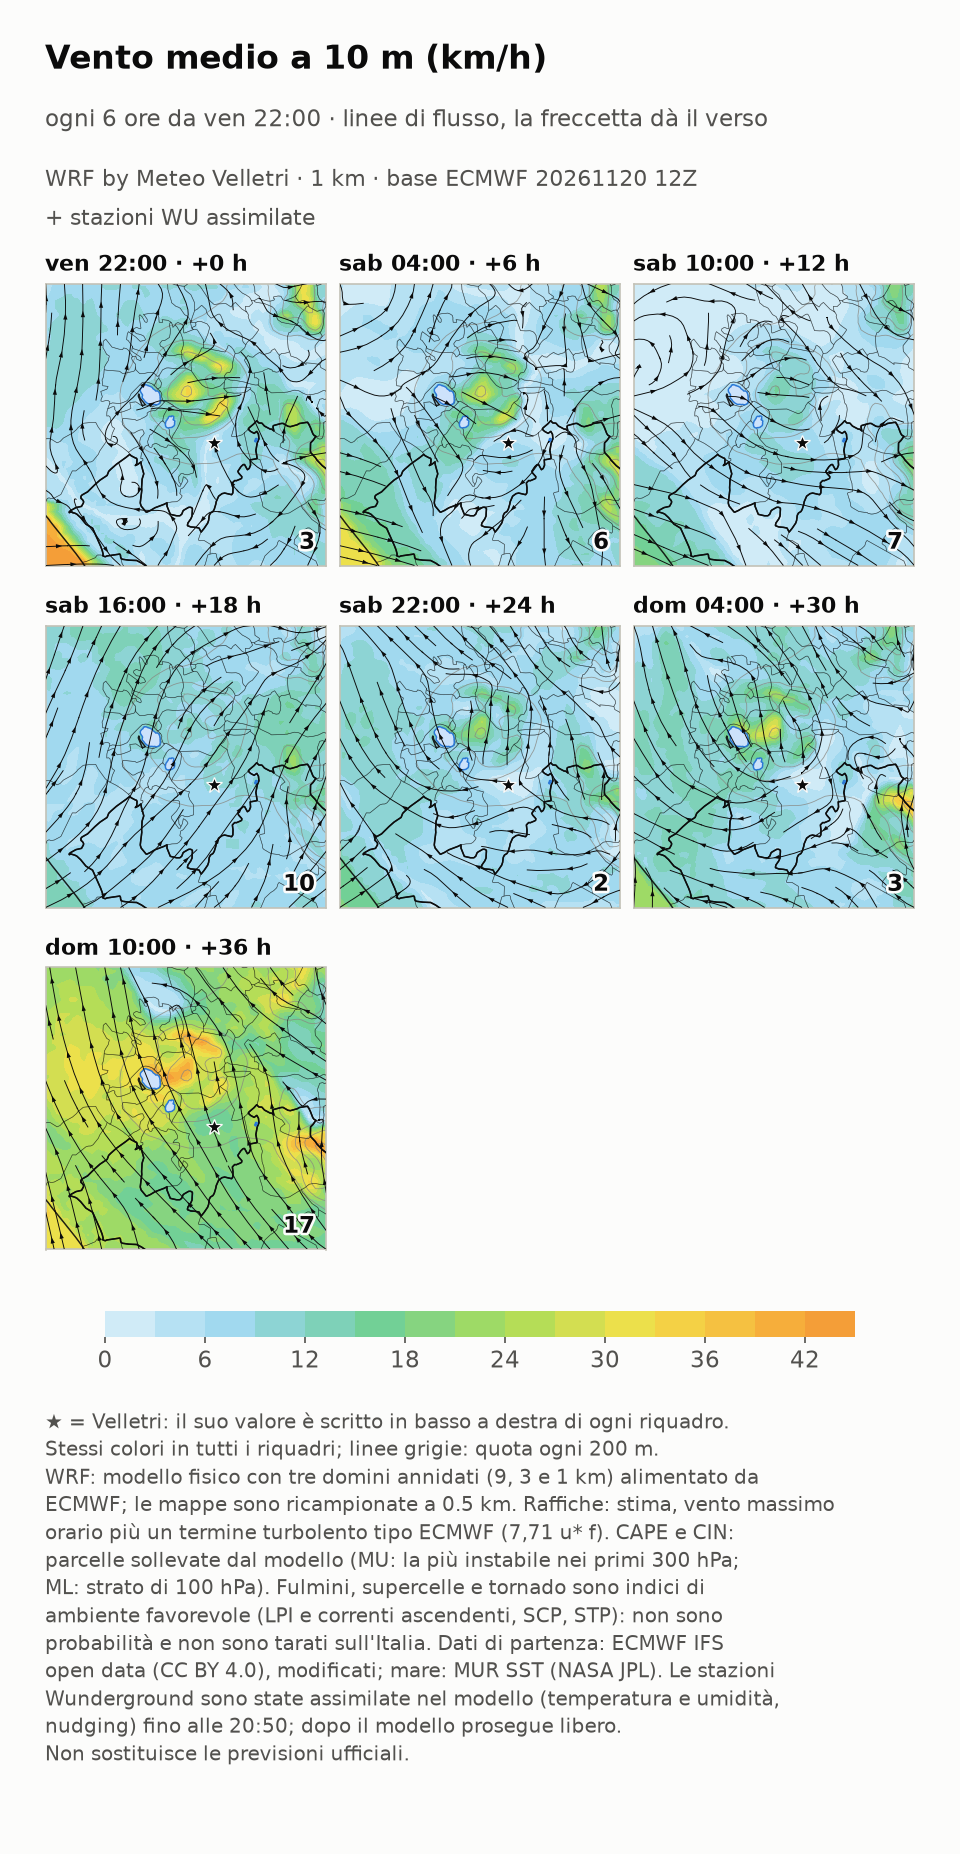 Vento medio a 10 m (km/h)
ogni 6 ore da ven 22:00 · linee di flusso, la freccetta dà il verso
WRF by Meteo Velletri · 1 km · base ECMWF 20261120 12Z
+ stazioni WU assimilate
ven 22:00 · +0 h
sab 04:00 · +6 h
sab 10:00 · +12 h
3
6
7
sab 16:00 · +18 h
sab 22:00 · +24 h
dom 04:00 · +30 h
10
2
3
dom 10:00 · +36 h
17
0 6 12 18 24 30 36 42
★ = Velletri: il suo valore è scritto in basso a destra di ogni riquadro.
Stessi colori in tutti i riquadri; linee grigie: quota ogni 200 m.
WRF: modello fisico con tre domini annidati (9, 3 e 1 km) alimentato da
ECMWF; le mappe sono ricampionate a 0.5 km. Raffiche: stima, vento massimo
orario più un termine turbolento tipo ECMWF (7,71 u* f). CAPE e CIN:
parcelle sollevate dal modello (MU: la più instabile nei primi 300 hPa;
ML: strato di 100 hPa). Fulmini, supercelle e tornado sono indici di
ambiente favorevole (LPI e correnti ascendenti, SCP, STP): non sono
probabilità e non sono tarati sull'Italia. Dati di partenza: ECMWF IFS
open data (CC BY 4.0), modificati; mare: MUR SST (NASA JPL). Le stazioni
Wunderground sono state assimilate nel modello (temperatura e umidità,
nudging) fino alle 20:50; dopo il modello prosegue libero.
Non sostituisce le previsioni ufficiali.